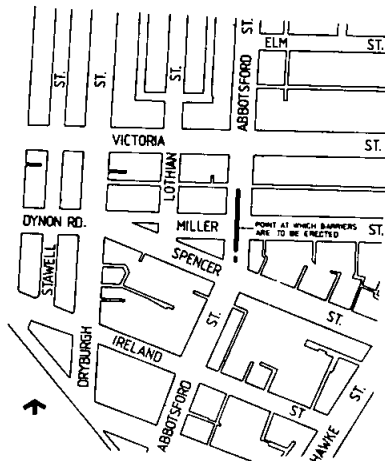 ST.
ELM ST.
ST.
ST.
ST.
ABBOTSFORD
VICTORIA ST.
LOTHIAN
DYNON RD.
MILLER ST.
POINT AT WHICH BARRIERS
ARE TO BE ERECTED
SPENCER ST.
STAWELL
ST.
IRELAND ST
DRYBURGH
ABBOTSFORD
HAWKE